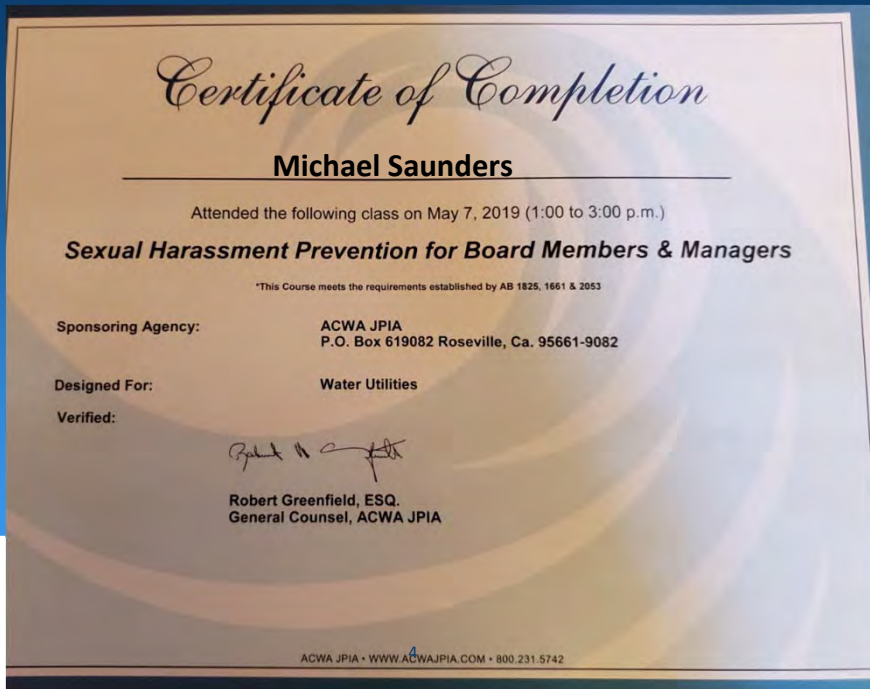 Certificate of Completion
Michael Saunders
Attended the following class on May 7, 2019 (1:00 to 3:00 p.m.)
Sexual Harassment Prevention for Board Members & Managers
*This Course meets the requirements established by AB 1825, 1661 & 2053
Sponsoring Agency: ACWA JPIA
P.O. Box 619082 Roseville, Ca. 95661-9082
Designed For: Water Utilities
Verified:
Robert Greenfield, ESQ.
General Counsel, ACWA JPIA
4
ACWA JPIA • WWW.ACWAJPIA.COM • 800.231.5742